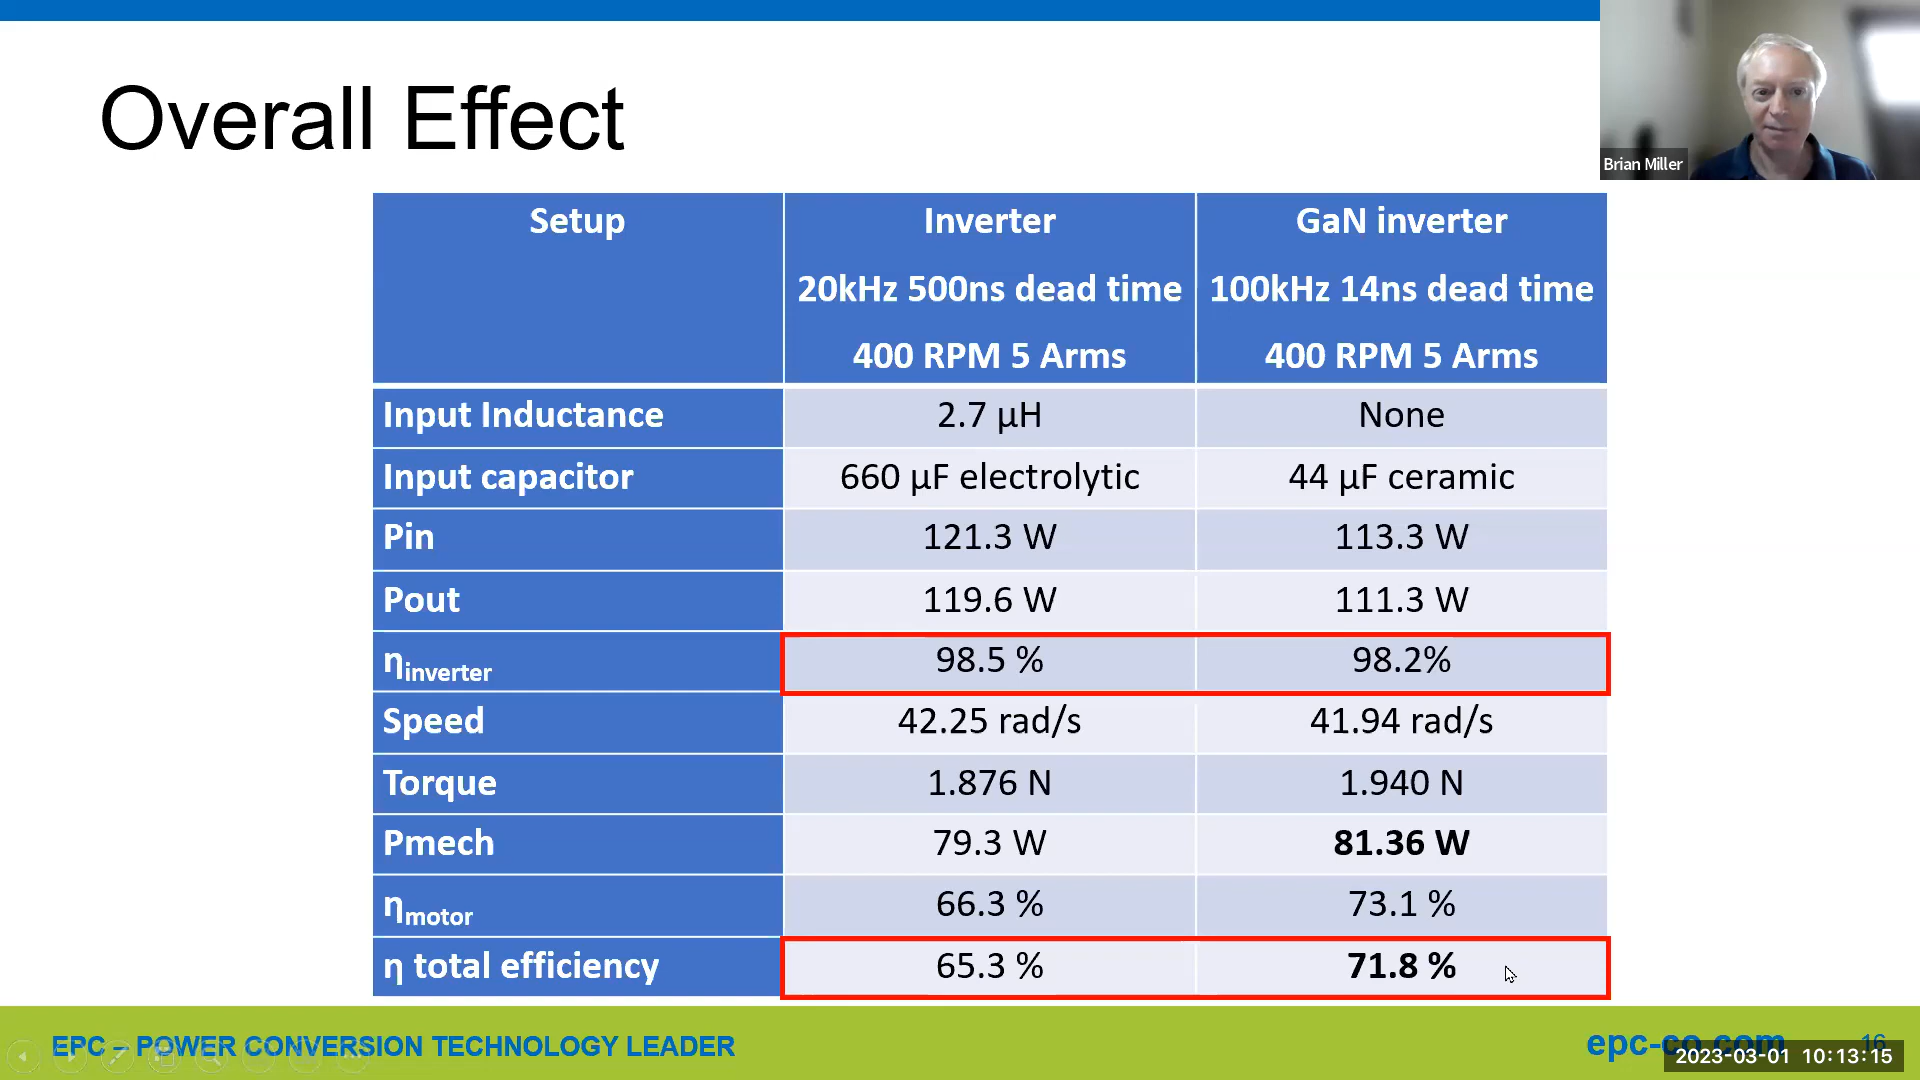 Overall Effect
Brian Miller
Setup Inverter GaN inverter
20kHz 500ns dead time 100kHz 14ns dead time
400 RPM 5 Arms 400 RPM 5 Arms
Input Inductance 2.7 µH None
Input capacitor 660 µF electrolytic 44 µF ceramic
Pin 121.3 W 113.3 W
Pout 119.6 W 111.3 W
ηinverter 98.5 % 98.2%
Speed 42.25 rad/s 41.94 rad/s
Torque 1.876 N 1.940 N
Pmech 79.3 W 81.36 W
ηmotor 66.3 % 73.1 %
η total efficiency 65.3 % 71.8 %
EPC – POWER CONVERSION TECHNOLOGY LEADER
epc-co.com 16
2023-03-01 10:13:15